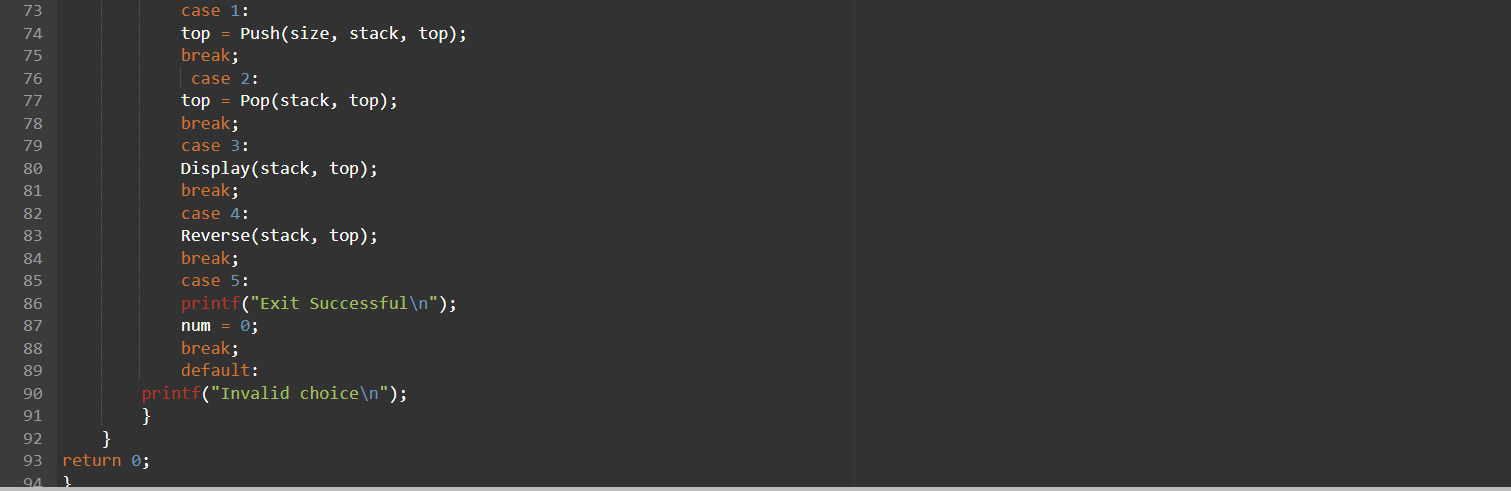 73 case 1:
74 top = Push(size, stack, top);
75 break;
76 case 2:
77 top = Pop(stack, top);
78 break;
79 case 3:
80 Display(stack, top);
81 break;
82 case 4:
83 Reverse(stack, top);
84 break;
85 case 5:
86 printf("Exit Successful\n");
87 num = 0;
88 break;
89 default:
90 printf("Invalid choice\n");
91 }
92 }
93 return 0;
94 }